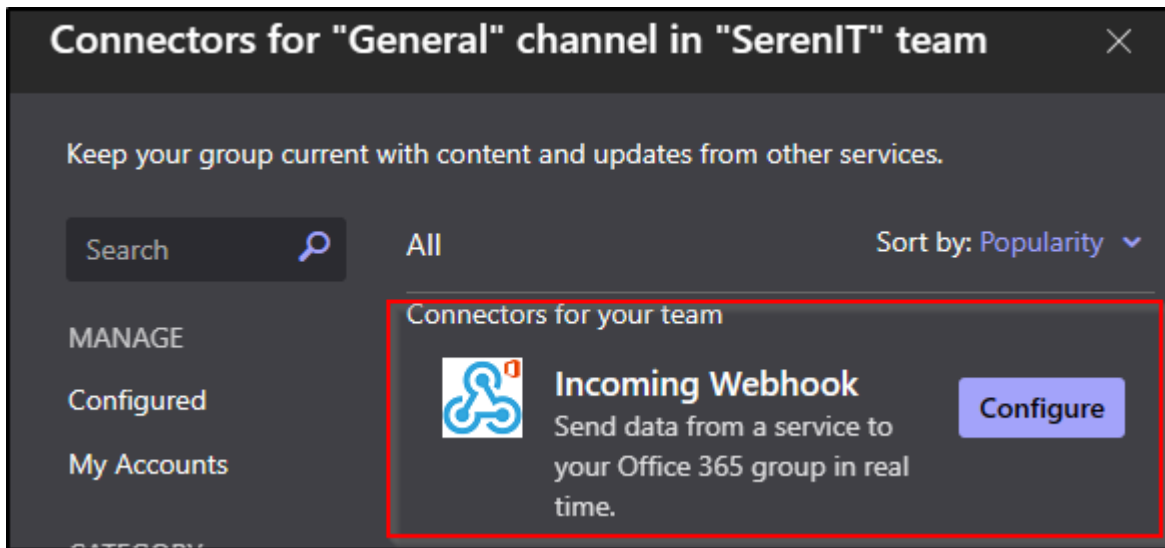 Connectors for "General" channel in "SerenIT" team
Keep your group current with content and updates from other services.
Search
All
Sort by: Popularity
MANAGE
Configured
My Accounts
CATEGORY
Connectors for your team
Incoming Webhook
Send data from a service to
your Office 365 group in real
time.
Configure